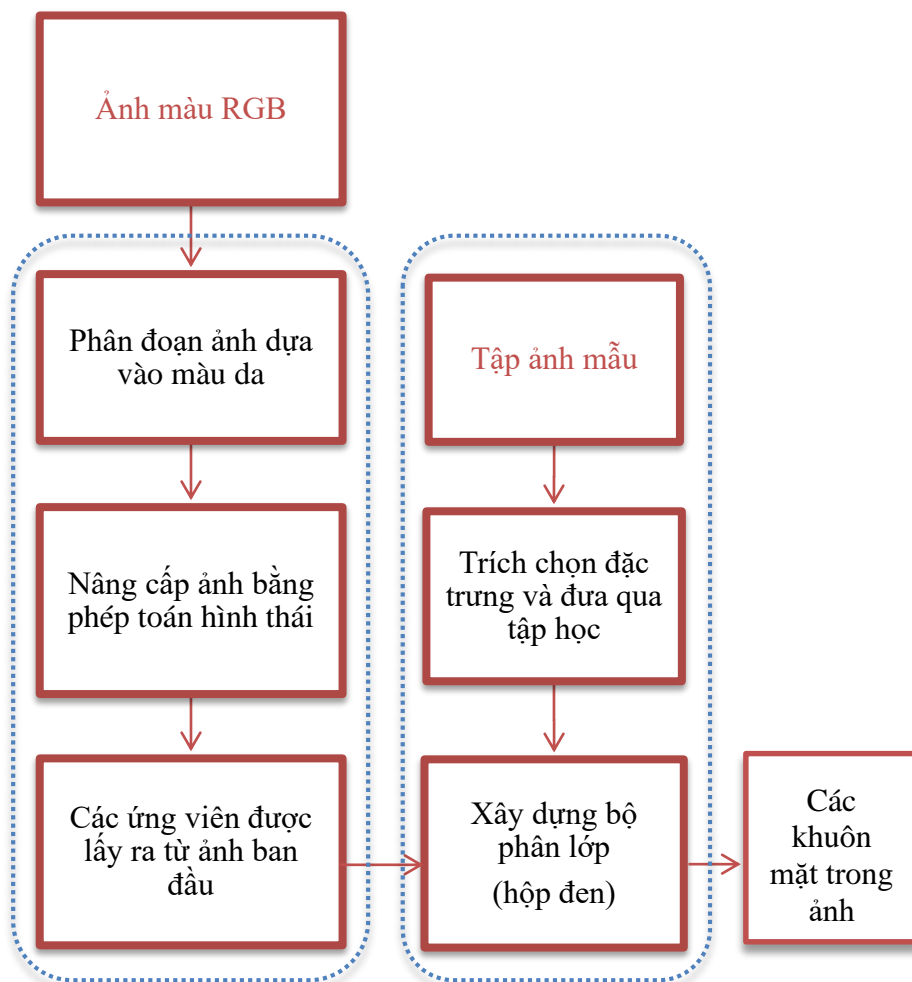 Ảnh màu RGB
Phân đoạn ảnh dựa
vào màu da
Nâng cấp ảnh bằng
phép toán hình thái
Các ứng viên được
lấy ra từ ảnh ban
đầu
Tập ảnh mẫu
Trích chọn đặc
trưng và đưa qua
tập học
Xây dựng bộ
phân lớp
(hộp đen)
Các
khuôn
mặt trong
ảnh